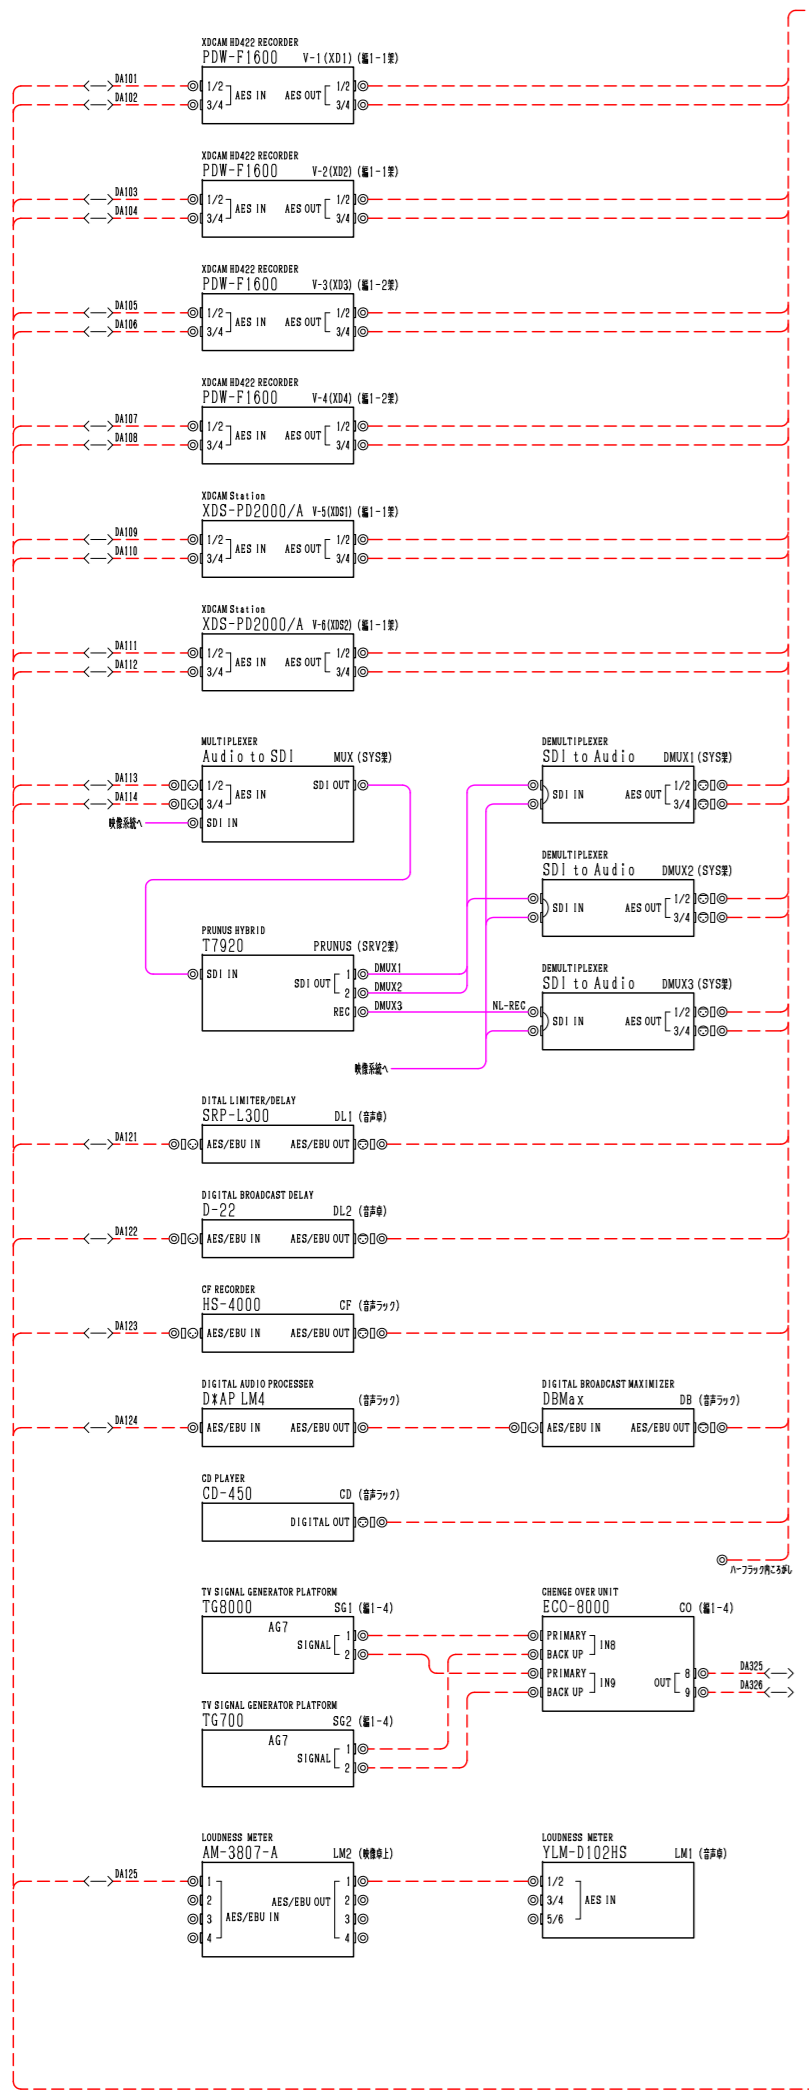 XDCAM HD422 RECORDER
PDW-F1600 V-1(XD1) (編1-1架)
DA101 1/2 AES IN AES OUT 1/2
DA102 3/4 3/4
XDCAM HD422 RECORDER
PDW-F1600 V-2(XD2) (編1-1架)
DA103 1/2 AES IN AES OUT 1/2
DA104 3/4 3/4
XDCAM HD422 RECORDER
PDW-F1600 V-3(XD3) (編1-2架)
DA105 1/2 AES IN AES OUT 1/2
DA106 3/4 3/4
XDCAM HD422 RECORDER
PDW-F1600 V-4(XD4) (編1-2架)
DA107 1/2 AES IN AES OUT 1/2
DA108 3/4 3/4
XDCAM Station
XDS-PD2000/A V-5(XDS1) (編1-1架)
DA109 1/2 AES IN AES OUT 1/2
DA110 3/4 3/4
XDCAM Station
XDS-PD2000/A V-6(XDS2) (編1-1架)
DA111 1/2 AES IN AES OUT 1/2
DA112 3/4 3/4
MULTIPLEXER
Audio to SDI MUX (SYS架)
DA113 1/2 AES IN SDI OUT
DA114 3/4
映像系統へ SDI IN
DEMULTIPLEXER
SDI to Audio DMUX1 (SYS架)
SDI IN AES OUT 1/2
3/4
DEMULTIPLEXER
SDI to Audio DMUX2 (SYS架)
SDI IN AES OUT 1/2
3/4
PRUNUS HYBRID
T7920 PRUNUS (SRV2架)
SDI IN SDI OUT 1 DMUX1
2 DMUX2
REC DMUX3 NL-REC
DEMULTIPLEXER
SDI to Audio DMUX3 (SYS架)
SDI IN AES OUT 1/2
3/4
映像系統へ
DITAL LIMITER/DELAY
SRP-L300 DL1 (音声卓)
DA121 AES/EBU IN AES/EBU OUT
DIGITAL BROADCAST DELAY
D-22 DL2 (音声卓)
DA122 AES/EBU IN AES/EBU OUT
CF RECORDER
HS-4000 CF (音声ラック)
DA123 AES/EBU IN AES/EBU OUT
DIGITAL AUDIO PROCESSER
D*AP LM4 (音声ラック)
DA124 AES/EBU IN AES/EBU OUT
DIGITAL BROADCAST MAXIMIZER
DBMax DB (音声ラック)
AES/EBU IN AES/EBU OUT
CD PLAYER
CD-450 CD (音声ラック)
DIGITAL OUT
ハーフラック内ころがし
TV SIGNAL GENERATOR PLATFORM
TG8000 SG1 (編1-4)
AG7
SIGNAL 1
2
CHENGE OVER UNIT
ECO-8000 CO (編1-4)
PRIMARY IN8
BACK UP
PRIMARY IN9 OUT 8 DA325
BACK UP 9 DA326
TV SIGNAL GENERATOR PLATFORM
TG700 SG2 (編1-4)
AG7
SIGNAL 1
2
LOUDNESS METER
AM-3807-A LM2 (映像卓上)
DA125 1 1
2 AES/EBU OUT 2
3 AES/EBU IN 3
4 4
LOUDNESS METER
YLM-D102HS LM1 (音声卓)
1/2
3/4 AES IN
5/6